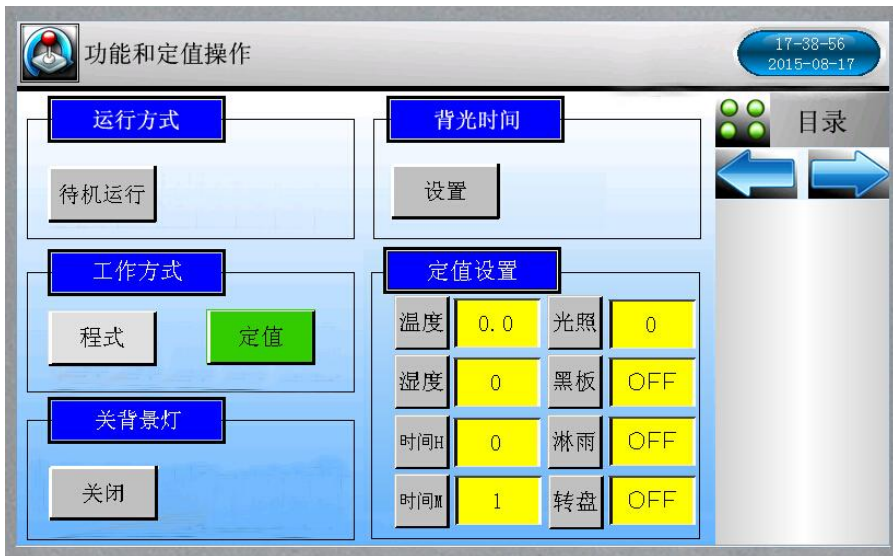 功能和定值操作
17-38-56
2015-08-17
目录
运行方式
待机运行
背光时间
设置
工作方式
程式
定值
关背景灯
关闭
定值设置
温度 0.0 光照 0
湿度 0 黑板 OFF
时间H 0 淋雨 OFF
时间M 1 转盘 OFF